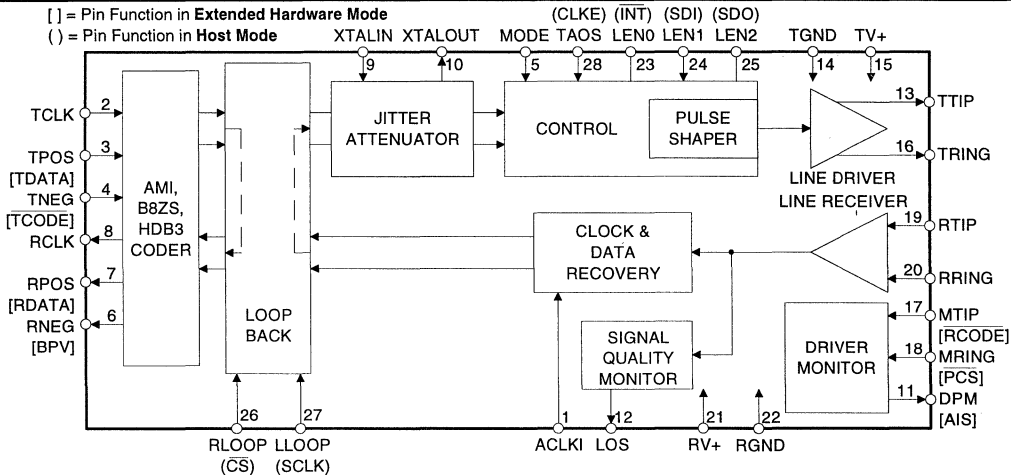 [ ] = Pin Function in Extended Hardware Mode
( ) = Pin Function in Host Mode
(CLKE) (INT) (SDI) (SDO)
XTALIN XTALOUT MODE TAOS LEN0 LEN1 LEN2 TGND TV+
9 10 5 28 23 24 25 14 15
TCLK 2
TPOS 3
[TDATA]
TNEG 4
[TCODE]
RCLK 8
RPOS 7
[RDATA]
RNEG 6
[BPV]
AMI,
B8ZS,
HDB3
CODER
LOOP
BACK
JITTER
ATTENUATOR
CONTROL
PULSE
SHAPER
13 TTIP
16 TRING
LINE DRIVER
LINE RECEIVER
CLOCK &
DATA
RECOVERY
19 RTIP
20 RRING
SIGNAL
QUALITY
MONITOR
DRIVER
MONITOR
17 MTIP
[RCODE]
18 MRING
[PCS]
11 DPM
[AIS]
26 27 1 12 21 22
RLOOP LLOOP ACLKI LOS RV+ RGND
(CS) (SCLK)